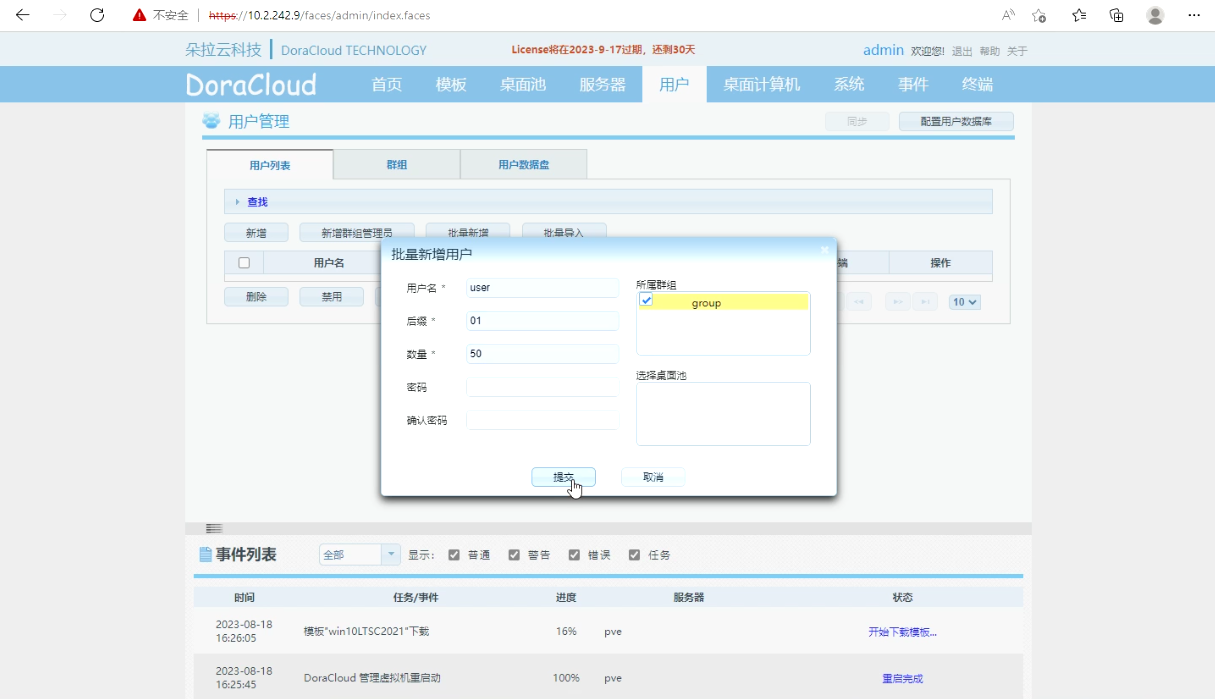 不安全 https://10.2.242.9/faces/admin/index.faces
朵拉云科技 DoraCloud TECHNOLOGY License将在2023-9-17过期，还剩30天 admin 欢迎您! 退出 帮助 关于
DoraCloud 首页 模板 桌面池 服务器 用户 桌面计算机 系统 事件 终端
用户管理 同步 配置用户数据库
用户列表 群组 用户数据盘
查找
新增 新增群组管理员 批量新增 批量导入
用户名 操作
删除 禁用 10
批量新增用户
用户名 * user
后缀 * 01
数量 * 50
密码
确认密码
所属群组
group
选择桌面池
提交 取消
事件列表 全部 显示: 普通 警告 错误 任务
时间 任务/事件 进度 服务器 状态
2023-08-18
16:26:05 模板"win10LTSC2021"下载 16% pve 开始下载模板...
2023-08-18
16:25:45 DoraCloud 管理虚拟机重启动 100% pve 重启完成